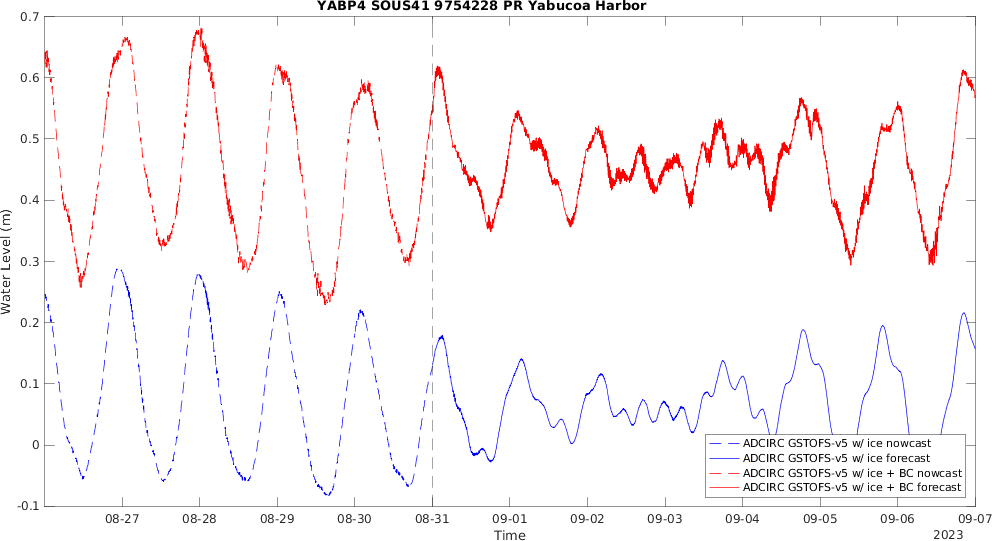 YABP4 SOUS41 9754228 PR Yabucoa Harbor
0.7
0.6
0.5
0.4
0.3
0.2
0.1
0
-0.1
Water Level (m)
08-27 08-28 08-29 08-30 08-31 09-01 09-02 09-03 09-04 09-05 09-06 09-07
Time
2023
ADCIRC GSTOFS-v5 w/ ice nowcast
ADCIRC GSTOFS-v5 w/ ice forecast
ADCIRC GSTOFS-v5 w/ ice + BC nowcast
ADCIRC GSTOFS-v5 w/ ice + BC forecast